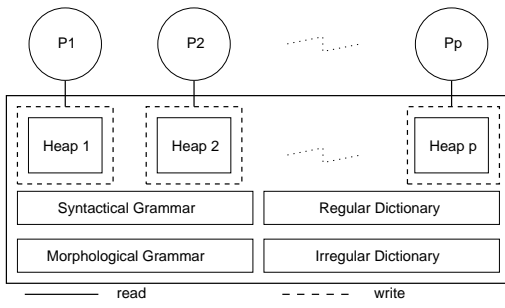 P1 P2 Pp
Heap 1 Heap 2 Heap p
Syntactical Grammar Regular Dictionary
Morphological Grammar Irregular Dictionary
read write